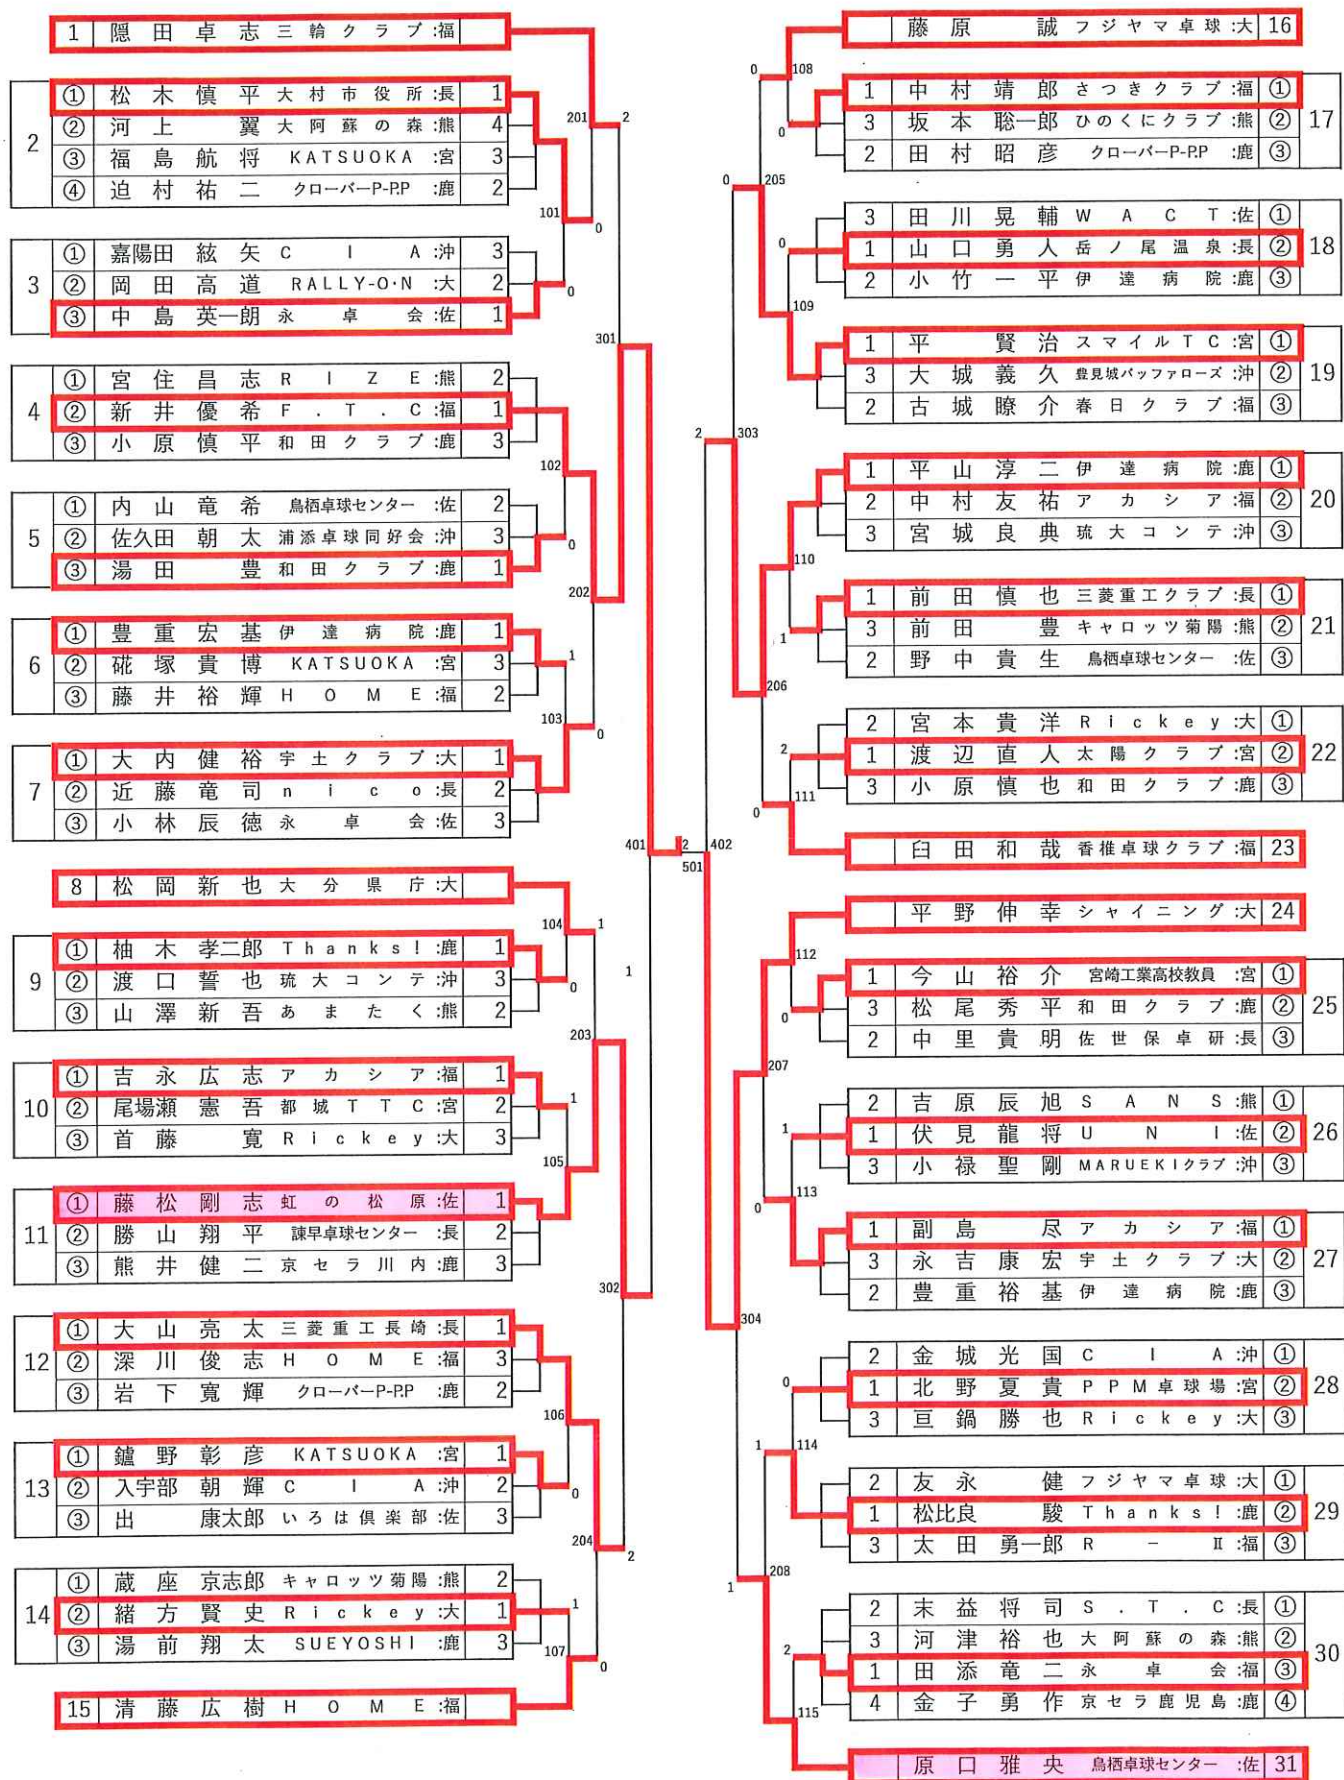 1 隠田卓志 三輪クラブ:福
2
① 松木慎平 大村市役所:長 1
② 河上 翼 大阿蘇の森:熊 4
③ 福島航将 KATSUOKA :宮 3
④ 迫村祐二 クローバーP-P.P :鹿 2
3
① 嘉陽田絃矢 CIA:沖 3
② 岡田高道 RALLY-O・N :大 2
③ 中島英一朗 永卓会:佐 1
4
① 宮住昌志 RIZE:熊 2
② 新井優希 F.T.C:福 1
③ 小原慎平 和田クラブ:鹿 3
5
① 内山竜希 鳥栖卓球センター :佐 2
② 佐久田朝太 浦添卓球同好会:沖 3
③ 湯田 豊 和田クラブ:鹿 1
6
① 豊重宏基 伊達病院:鹿 1
② 硴塚貴博 KATSUOKA :宮 3
③ 藤井裕輝 HOME:福 2
7
① 大内健裕 宇土クラブ:大 1
② 近藤竜司 nico:長 2
③ 小林辰徳 永卓会:佐 3
8 松岡新也 大分県庁:大
9
① 柚木孝二郎 Thanks!:鹿 1
② 渡口誓也 琉大コンテ:沖 3
③ 山澤新吾 あまたく:熊 2
10
① 吉永広志 アカシア:福 1
② 尾場瀬憲吾 都城TTC:宮 2
③ 首藤 寛 Rickey:大 3
11
① 藤松剛志 虹の松原:佐 1
② 勝山翔平 諫早卓球センター :長 2
③ 熊井健二 京セラ川内:鹿 3
12
① 大山亮太 三菱重工長崎:長 1
② 深川俊志 HOME:福 3
③ 岩下寛輝 クローバーP-P.P :鹿 2
13
① 鑪野彰彦 KATSUOKA :宮 1
② 入宇部朝輝 CIA:沖 2
③ 出 康太郎 いろは倶楽部:佐 3
14
① 蔵座京志郎 キャロッツ菊陽:熊 2
② 緒方賢史 Rickey:大 1
③ 湯前翔太 SUEYOSHI :鹿 3
15 清藤広樹 HOME:福
201 2
101 0
0
301
102
0
202
1
103 0
401 2 402
501
104 1
0
1
203
1
105
302
106
0
204 2
1
107 0
藤原 誠 フジヤマ卓球:大 16
1 中村靖郎 さつきクラブ:福 ①
3 坂本聡一郎 ひのくにクラブ:熊 ②
2 田村昭彦 クローバーP-P.P :鹿 ③
17
3 田川晃輔 WACT:佐 ①
1 山口勇人 岳ノ尾温泉:長 ②
2 小竹一平 伊達病院:鹿 ③
18
1 平 賢治 スマイルTC:宮 ①
3 大城義久 豊見城バッファローズ:沖 ②
2 古城瞭介 春日クラブ:福 ③
19
1 平山淳二 伊達病院:鹿 ①
2 中村友祐 アカシア:福 ②
3 宮城良典 琉大コンテ:沖 ③
20
1 前田慎也 三菱重工クラブ:長 ①
3 前田 豊 キャロッツ菊陽:熊 ②
2 野中貴生 鳥栖卓球センター :佐 ③
21
2 宮本貴洋 Rickey:大 ①
1 渡辺直人 太陽クラブ:宮 ②
3 小原慎也 和田クラブ:鹿 ③
22
臼田和哉 香椎卓球クラブ:福 23
平野伸幸 シャイニング:大 24
1 今山裕介 宮崎工業高校教員 :宮 ①
3 松尾秀平 和田クラブ:鹿 ②
2 中里貴明 佐世保卓研:長 ③
25
2 吉原辰旭 SANS:熊 ①
1 伏見龍将 UNI:佐 ②
3 小禄聖剛 MARUEKIクラブ:沖 ③
26
1 副島 尽 アカシア:福 ①
3 永吉康宏 宇土クラブ:大 ②
2 豊重裕基 伊達病院:鹿 ③
27
2 金城光国 CIA:沖 ①
1 北野夏貴 PPM卓球場:宮 ②
3 亘鍋勝也 Rickey:大 ③
28
2 友永 健 フジヤマ卓球:大 ①
1 松比良 駿 Thanks!:鹿 ②
3 太田勇一郎 R-Ⅱ:福 ③
29
2 末益将司 S.T.C:長 ①
3 河津裕也 大阿蘇の森:熊 ②
1 田添竜二 永卓会:福 ③
4 金子勇作 京セラ鹿児島:鹿 ④
30
原口雅央 鳥栖卓球センター :佐 31
0 108
0
0 205
0
109
2 303
110
1
206
2
0 111
112
0
207
1
0 113
304
0
1 114
1 208
2
115